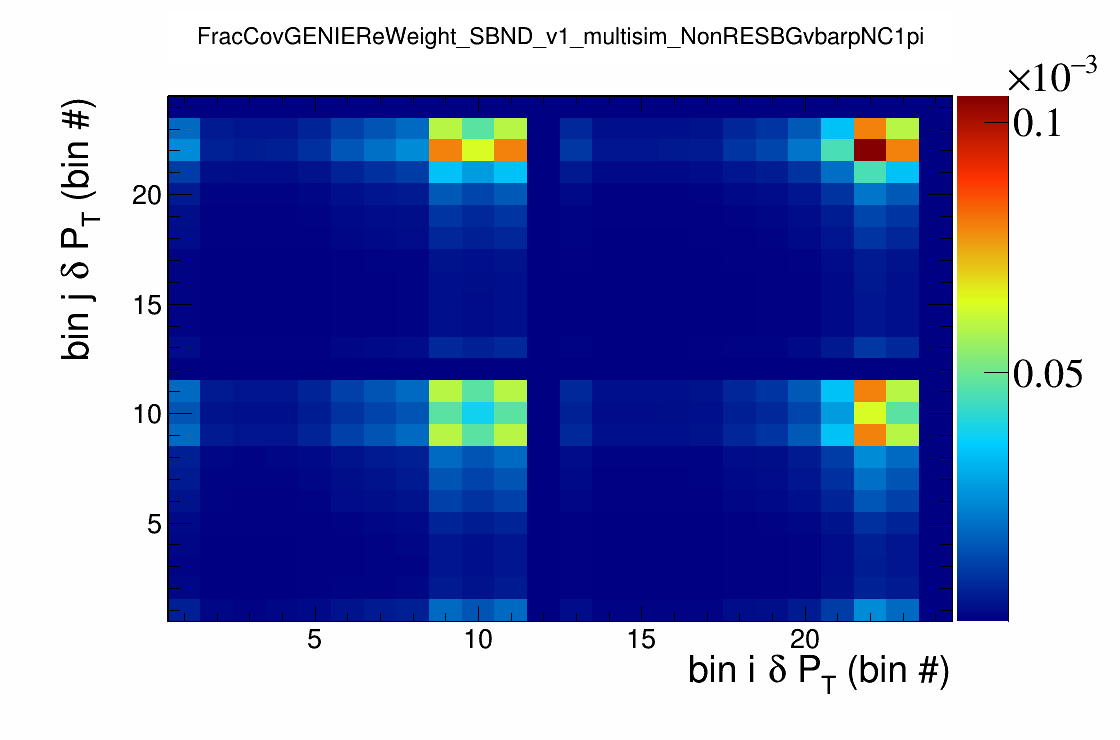 FracCovGENIEReWeight_SBND_v1_multisim_NonRESBGvbarpNC1pi
×10⁻³
0.1
0.05
bin j δ P_T (bin #)
20
15
10
5
5 10 15 20
bin i δ P_T (bin #)